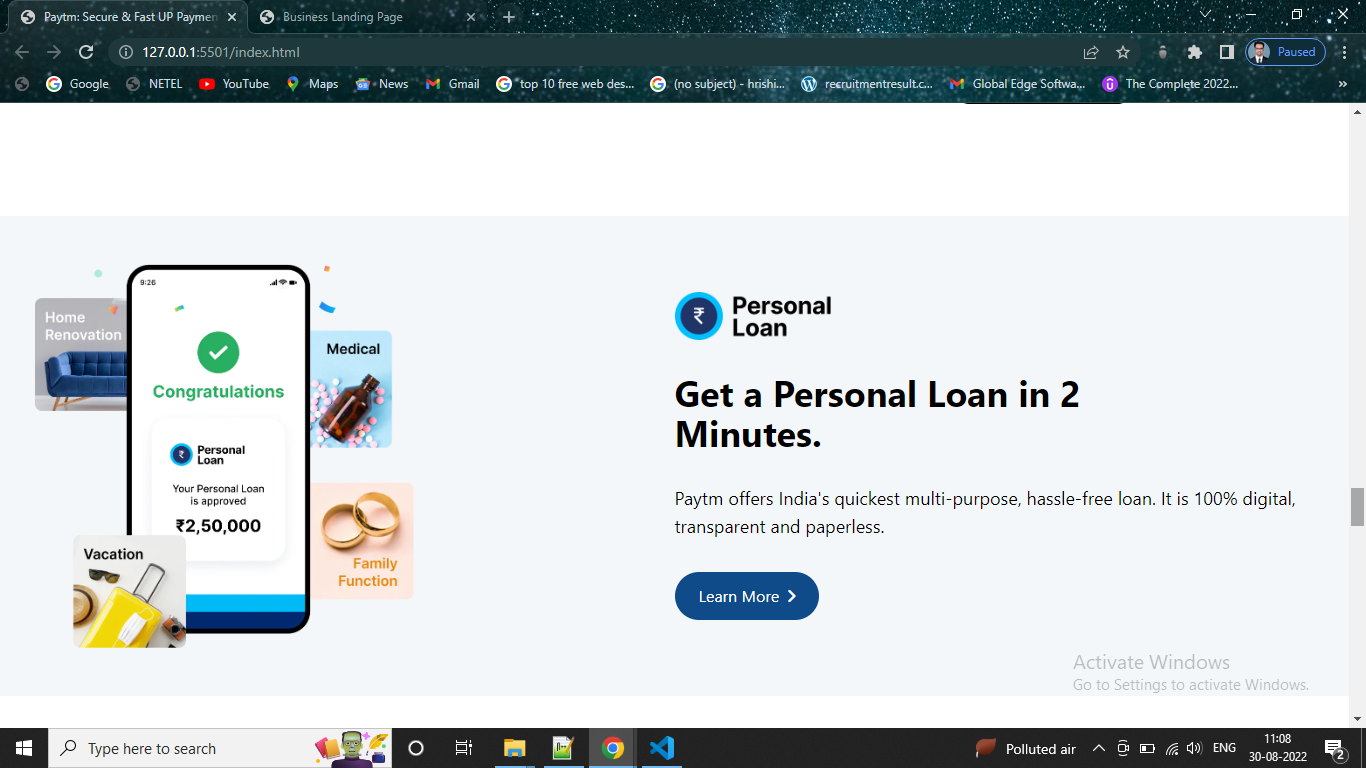 Paytm: Secure & Fast UP Paymen
Business Landing Page
127.0.0.1:5501/index.html
Paused
Google
NETEL
YouTube
Maps
News
Gmail
top 10 free web des...
(no subject) - hrishi...
recruitmentresult.c...
Global Edge Softwa...
The Complete 2022...
9:26
Home
Renovation
Medical
Congratulations
₹ Personal
Loan
Your Personal Loan
is approved
₹2,50,000
Vacation
Family
Function
₹ Personal
Loan
Get a Personal Loan in 2
Minutes.
Paytm offers India's quickest multi-purpose, hassle-free loan. It is 100% digital,
transparent and paperless.
Learn More
Activate Windows
Go to Settings to activate Windows.
Type here to search
Polluted air
ENG
11:08
30-08-2022
2